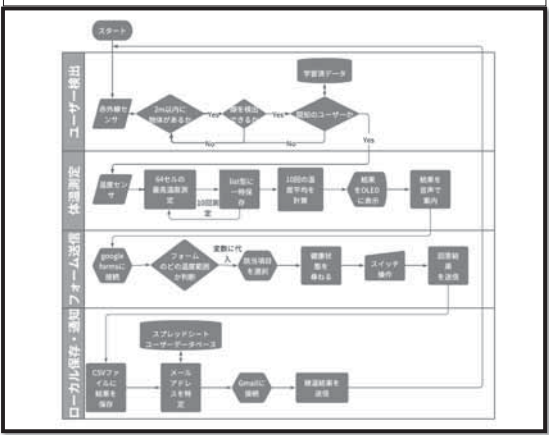 スタート
ユーザー検出
赤外線セ
ンサ
2m以内に
物体があるか
Yes
顔を検出
できるか
Yes
既知のユーザーか
学習済データ
No
No
Yes
体温測定
温度セン
サ
64セルの
最高温度測
定
list型に
一時保
存
10回測
定
10回の温
度平均を
計算
結果
をOLED
に表示
結果を
音声で
案内
フォーム送信
google
formsに
接続
フォーム
のどの温度範囲
か判断
変数に代
入
該当項目
を選択
健康状
態を
尋ねる
スイッチ
操作
回答結
果
を送信
ローカル保存・通知
CSVファ
イルに
結果を
保存
スプレッドシート
ユーザーデータベース
メール
アドレ
スを特
定
Gmailに
接続
検温結果を
送信